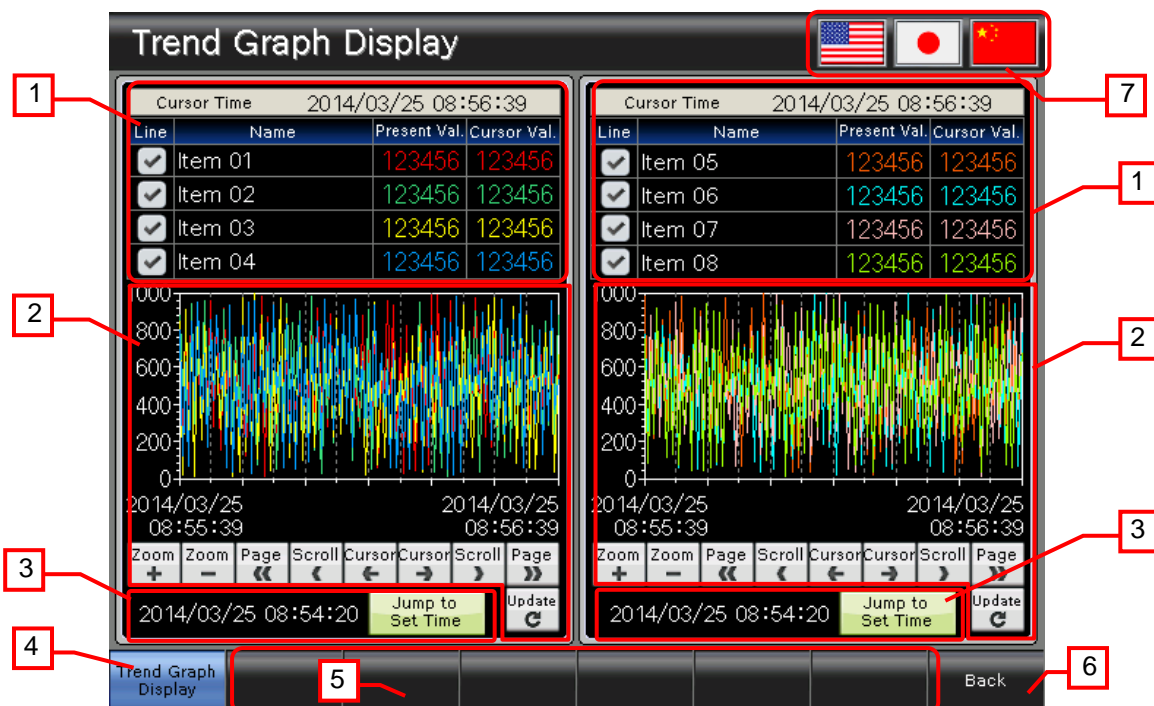 Trend Graph Display
7
1
Cursor Time 2014/03/25 08:56:39
Line Name Present Val. Cursor Val.
Item 01 123456 123456
Item 02 123456 123456
Item 03 123456 123456
Item 04 123456 123456
2
1000
800
600
400
200
0
2014/03/25 2014/03/25
08:55:39 08:56:39
Zoom + Zoom − Page « Scroll ‹ Cursor ← Cursor → Scroll › Page »
3
2014/03/25 08:54:20
Jump to
Set Time
Update
Cursor Time 2014/03/25 08:56:39
Line Name Present Val. Cursor Val.
Item 05 123456 123456
Item 06 123456 123456
Item 07 123456 123456
Item 08 123456 123456
1
2
1000
800
600
400
200
0
2014/03/25 2014/03/25
08:55:39 08:56:39
Zoom + Zoom − Page « Scroll ‹ Cursor ← Cursor → Scroll › Page »
3
2014/03/25 08:54:20
Jump to
Set Time
Update
4
Trend Graph
Display
5
Back
6